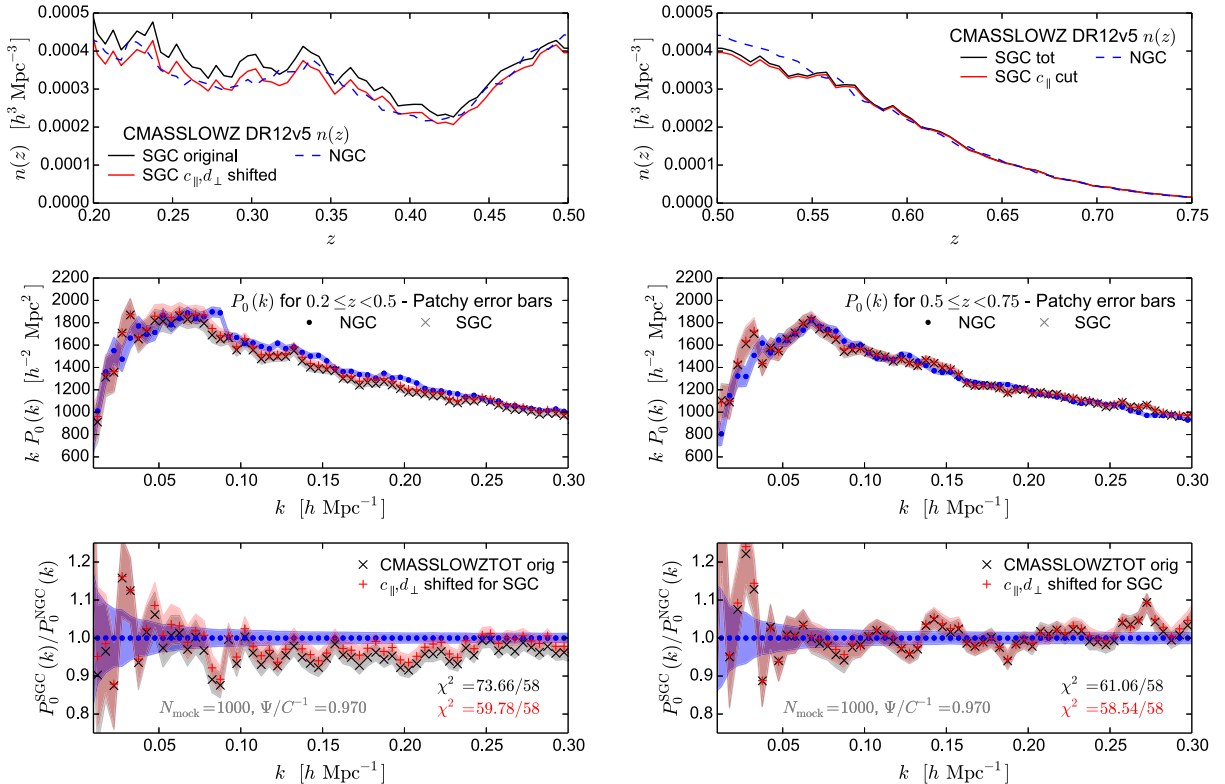 0.0005
0.0004
0.0003
0.0002
0.0001
0.0000
n(z) [h³ Mpc⁻³]
CMASSLOWZ DR12v5 n(z)
SGC original
NGC
SGC c∥,d⊥ shifted
0.20 0.25 0.30 0.35 0.40 0.45 0.50
z
0.0005
0.0004
0.0003
0.0002
0.0001
0.0000
n(z) [h³ Mpc⁻³]
CMASSLOWZ DR12v5 n(z)
SGC tot
NGC
SGC c∥ cut
0.50 0.55 0.60 0.65 0.70 0.75
z
2200
2000
1800
1600
1400
1200
1000
800
600
k P₀(k) [h⁻² Mpc²]
P₀(k) for 0.2≤z<0.5 - Patchy error bars
NGC SGC
0.05 0.10 0.15 0.20 0.25 0.30
k [h Mpc⁻¹]
2200
2000
1800
1600
1400
1200
1000
800
600
k P₀(k) [h⁻² Mpc²]
P₀(k) for 0.5≤z<0.75 - Patchy error bars
NGC SGC
0.05 0.10 0.15 0.20 0.25 0.30
k [h Mpc⁻¹]
1.2
1.1
1.0
0.9
0.8
P₀^SGC(k)/P₀^NGC(k)
CMASSLOWZTOT orig
c∥,d⊥ shifted for SGC
χ² =73.66/58
N_mock=1000, Ψ/C⁻¹ =0.970
χ² =59.78/58
0.05 0.10 0.15 0.20 0.25 0.30
k [h Mpc⁻¹]
1.2
1.1
1.0
0.9
0.8
P₀^SGC(k)/P₀^NGC(k)
CMASSLOWZTOT orig
c∥,d⊥ shifted for SGC
χ² =61.06/58
N_mock=1000, Ψ/C⁻¹ =0.970
χ² =58.54/58
0.05 0.10 0.15 0.20 0.25 0.30
k [h Mpc⁻¹]